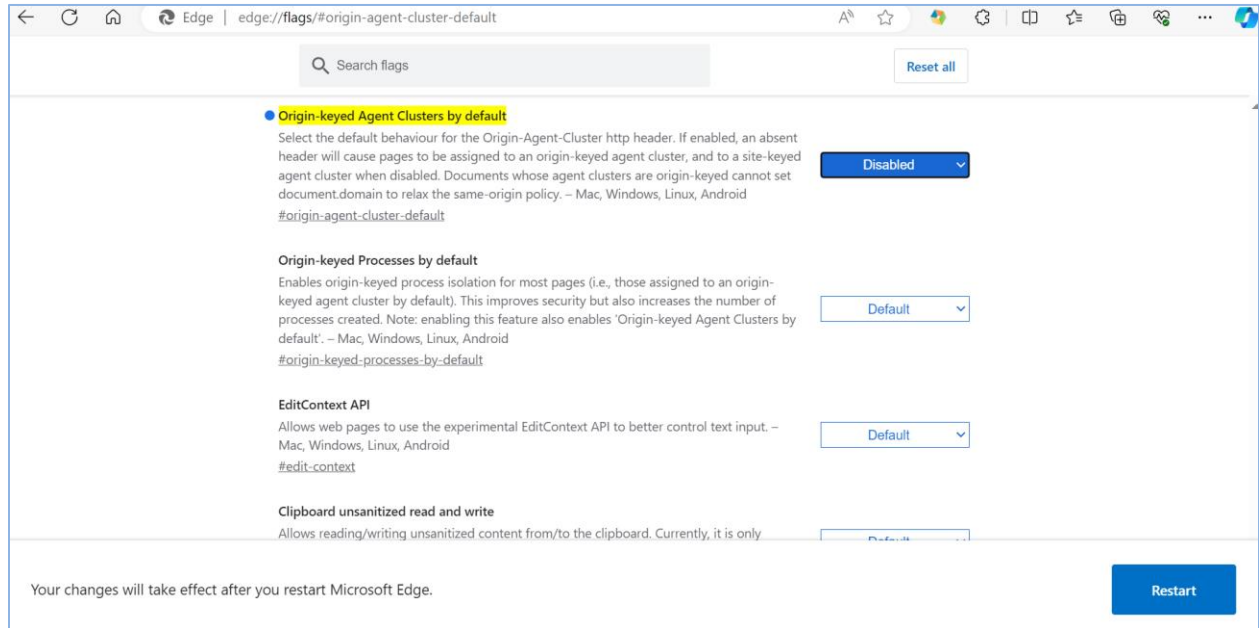 Edge
edge://flags/#origin-agent-cluster-default
Search flags
Reset all
Origin-keyed Agent Clusters by default
Select the default behaviour for the Origin-Agent-Cluster http header. If enabled, an absent
header will cause pages to be assigned to an origin-keyed agent cluster, and to a site-keyed
agent cluster when disabled. Documents whose agent clusters are origin-keyed cannot set
document.domain to relax the same-origin policy. – Mac, Windows, Linux, Android
#origin-agent-cluster-default
Disabled
Origin-keyed Processes by default
Enables origin-keyed process isolation for most pages (i.e., those assigned to an origin-
keyed agent cluster by default). This improves security but also increases the number of
processes created. Note: enabling this feature also enables 'Origin-keyed Agent Clusters by
default'. – Mac, Windows, Linux, Android
#origin-keyed-processes-by-default
Default
EditContext API
Allows web pages to use the experimental EditContext API to better control text input. –
Mac, Windows, Linux, Android
#edit-context
Default
Clipboard unsanitized read and write
Allows reading/writing unsanitized content from/to the clipboard. Currently, it is only
Default
Your changes will take effect after you restart Microsoft Edge.
Restart